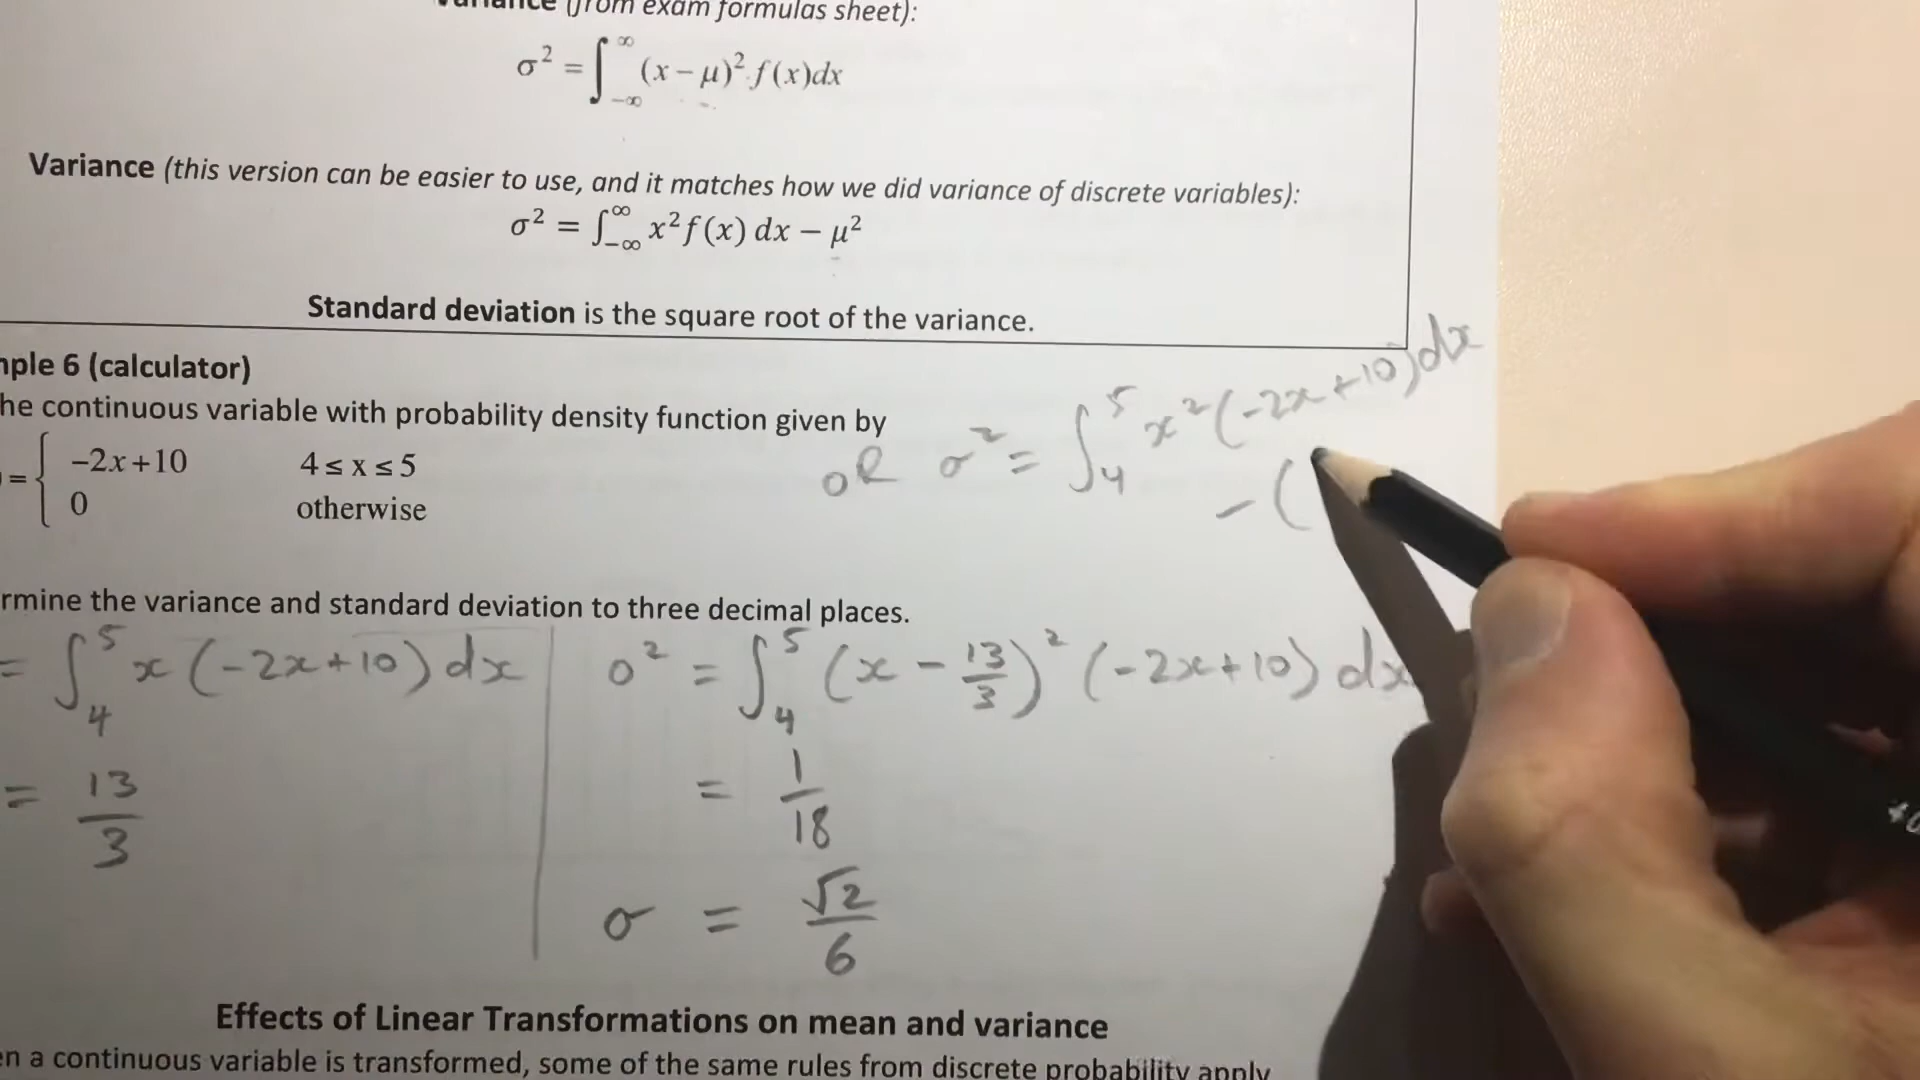 Variance (from exam formulas sheet):
σ² = ∫_{-∞}^{∞} (x − μ)² f(x)dx
Variance (this version can be easier to use, and it matches how we did variance of discrete variables):
σ² = ∫_{-∞}^{∞} x² f(x) dx − μ²
Standard deviation is the square root of the variance.
mple 6 (calculator)
he continuous variable with probability density function given by
= { -2x+10 4 ≤ x ≤ 5
0 otherwise
OR σ² = ∫_4^5 x² (-2x+10) dx
− (
rmine the variance and standard deviation to three decimal places.
= ∫_4^5 x (-2x+10) dx
= 13/3
σ² = ∫_4^5 (x − 13/3)² (-2x+10) dx
= 1/18
σ = √2/6
Effects of Linear Transformations on mean and variance
en a continuous variable is transformed, some of the same rules from discrete probability apply